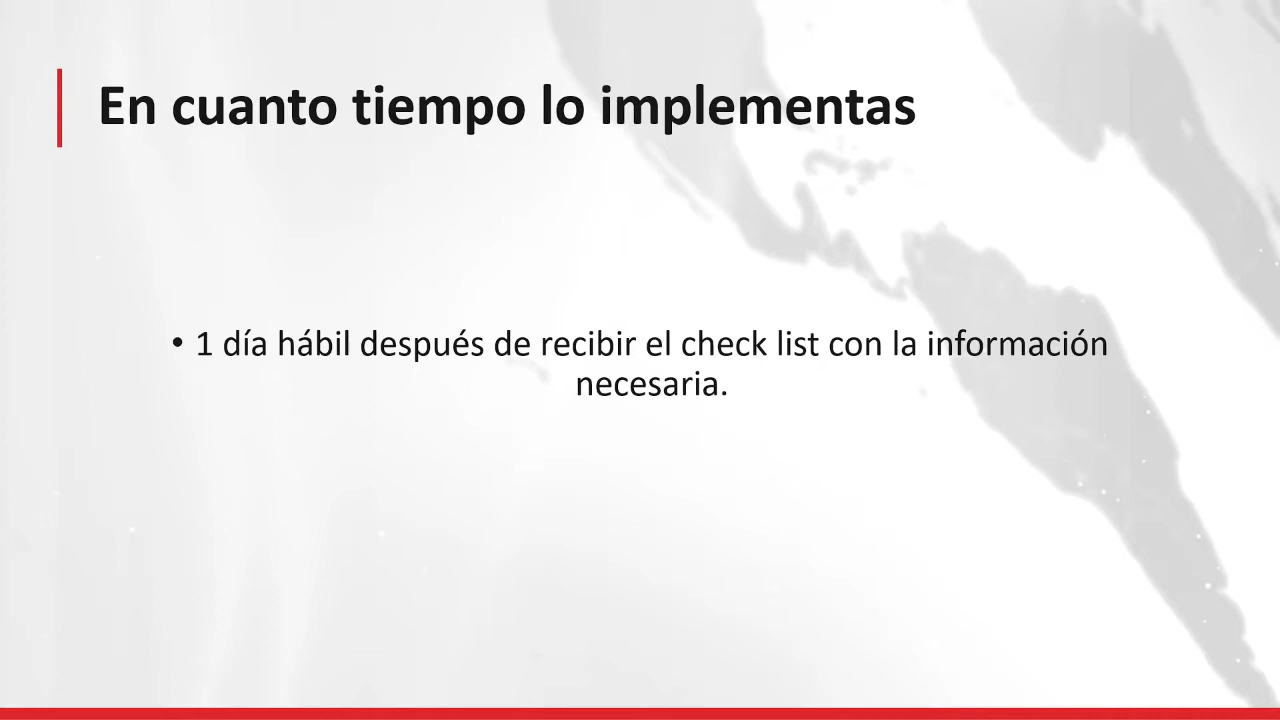 En cuanto tiempo lo implementas
• 1 día hábil después de recibir el check list con la información
necesaria.